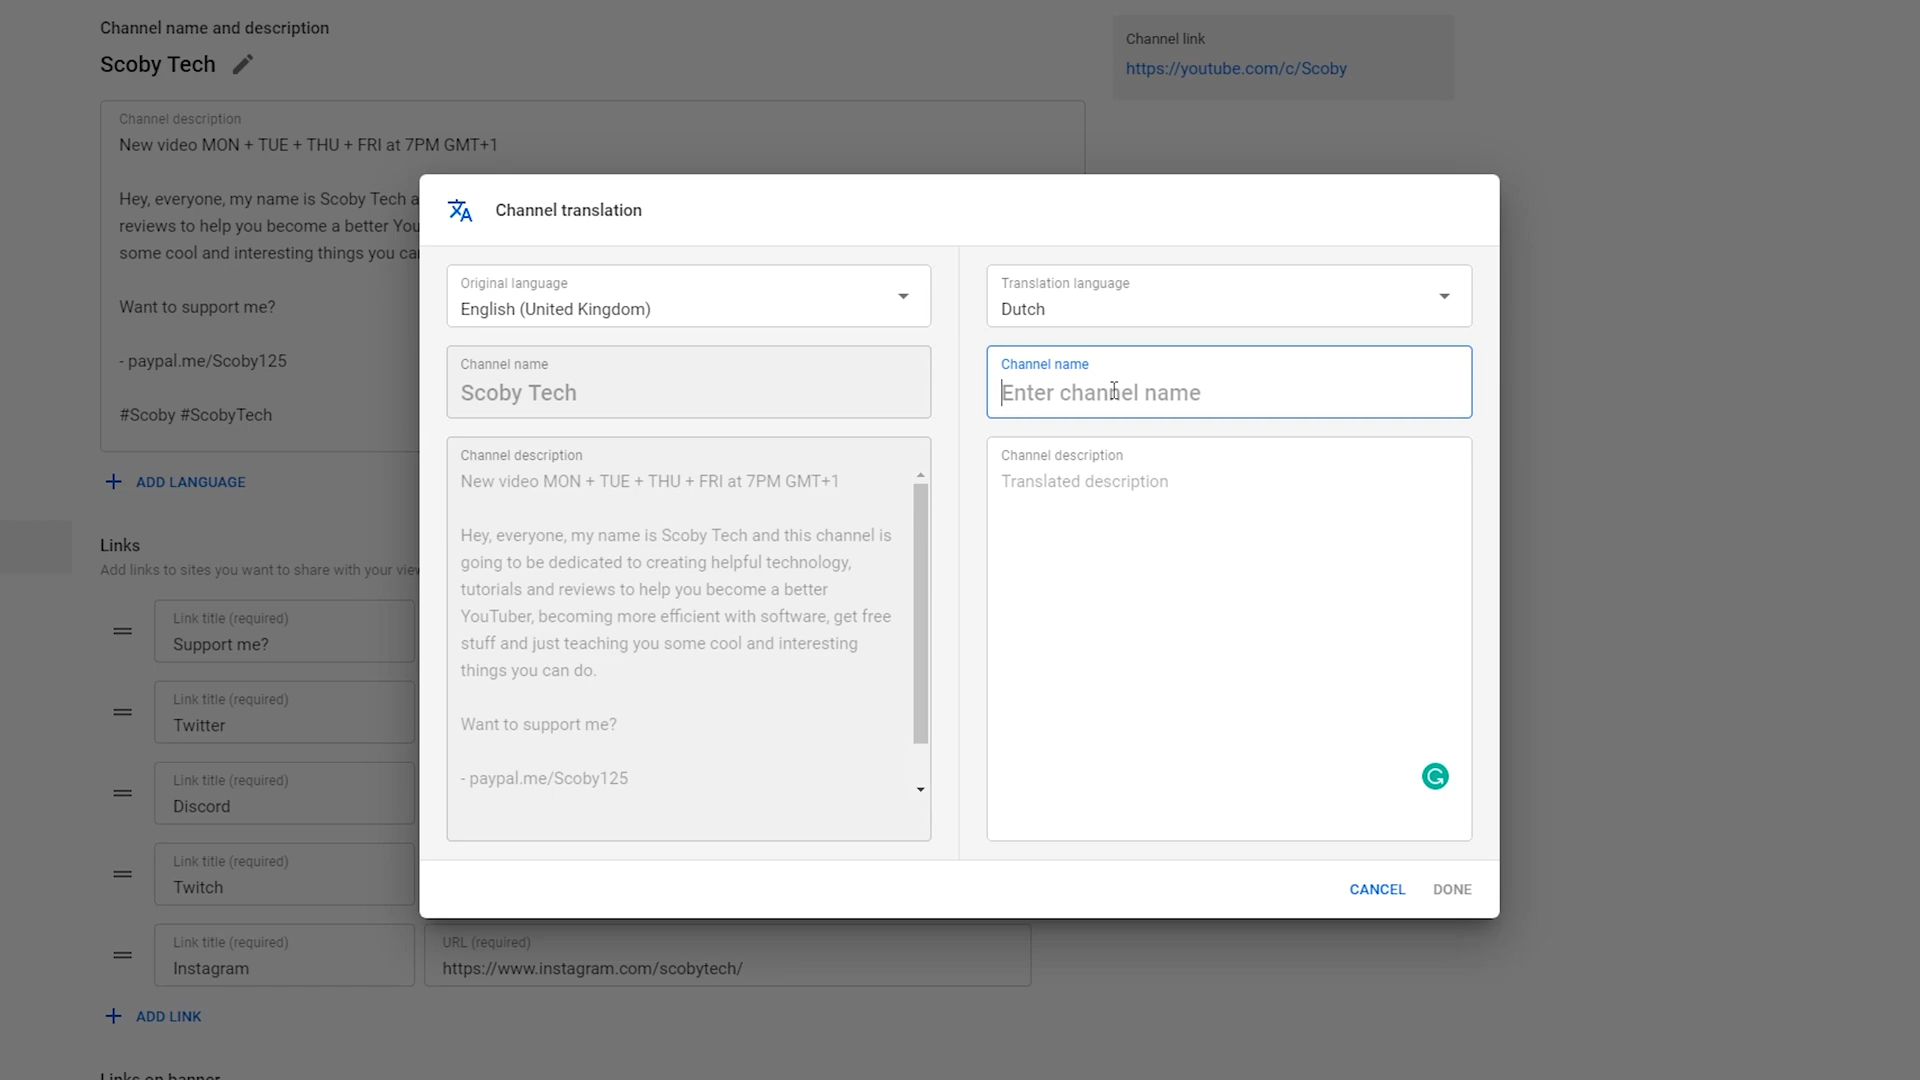 Channel name and description
Scoby Tech
Channel description
New video MON + TUE + THU + FRI at 7PM GMT+1
Hey, everyone, my name is Scoby Tech a
reviews to help you become a better You
some cool and interesting things you ca
Want to support me?
- paypal.me/Scoby125
#Scoby #ScobyTech
ADD LANGUAGE
Links
Add links to sites you want to share with your view
Link title (required)
Support me?
Link title (required)
Twitter
Link title (required)
Discord
Link title (required)
Twitch
Link title (required)
Instagram
URL (required)
https://www.instagram.com/scobytech/
ADD LINK
Links on banner
Channel link
https://youtube.com/c/Scoby
Channel translation
Original language
English (United Kingdom)
Channel name
Scoby Tech
Channel description
New video MON + TUE + THU + FRI at 7PM GMT+1
Hey, everyone, my name is Scoby Tech and this channel is
going to be dedicated to creating helpful technology,
tutorials and reviews to help you become a better
YouTuber, becoming more efficient with software, get free
stuff and just teaching you some cool and interesting
things you can do.
Want to support me?
- paypal.me/Scoby125
Translation language
Dutch
Channel name
Enter channel name
Channel description
Translated description
CANCEL
DONE